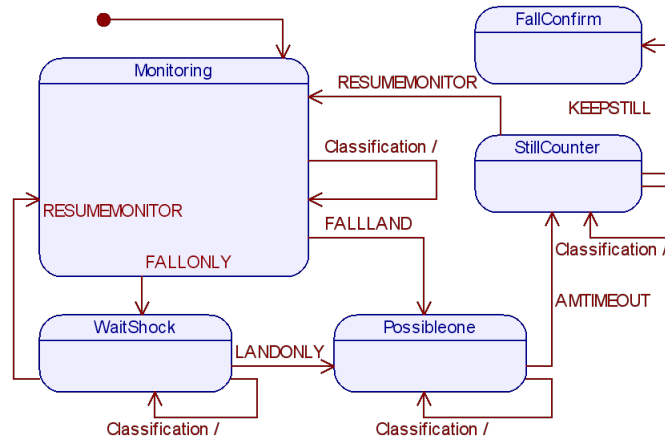 FallConfirm
Monitoring
RESUMEMONITOR
KEEPSTILL
Classification /
StillCounter
RESUMEMONITOR
FALLLAND
FALLONLY
Classification /
AMTIMEOUT
WaitShock
Possibleone
LANDONLY
Classification /
Classification /